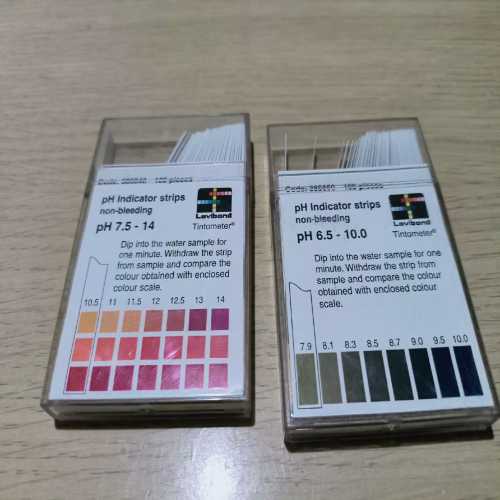 100 pieces
pH Indicator strips
non-bleeding
pH 7.5 - 14
Lovibond
Tintometer®
Dip into the water sample for
one minute. Withdraw the strip
from sample and compare the
colour obtained with enclosed
colour scale.
10.5 11 11.5 12 12.5 13 14
100 pieces
pH Indicator strips
non-bleeding
pH 6.5 - 10.0
Lovibond
Tintometer®
Dip into the water sample for
one minute. Withdraw the strip
from sample and compare the
colour obtained with enclosed
colour scale.
7.9 8.1 8.3 8.5 8.7 9.0 9.5 10.0